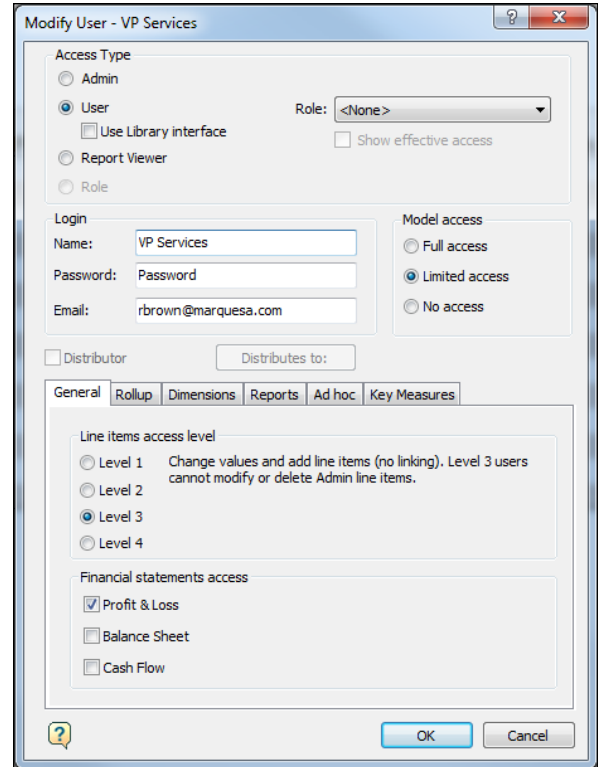 Modify User - VP Services
Access Type
Admin
User
Role: <None>
Use Library interface
Show effective access
Report Viewer
Role
Login
Name: VP Services
Password: Password
Email: rbrown@marquesa.com
Model access
Full access
Limited access
No access
Distributor
Distributes to:
General Rollup Dimensions Reports Ad hoc Key Measures
Line items access level
Level 1
Level 2
Level 3
Level 4
Change values and add line items (no linking). Level 3 users
cannot modify or delete Admin line items.
Financial statements access
Profit & Loss
Balance Sheet
Cash Flow
OK
Cancel